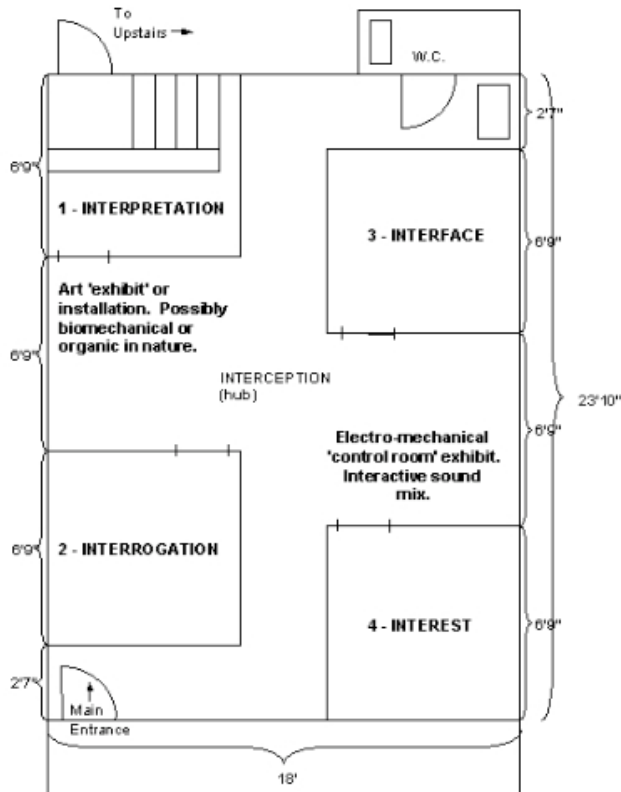 To
Upstairs
W.C.
2'7"
6'9"
1 - INTERPRETATION
3 - INTERFACE
6'9"
Art 'exhibit' or
installation. Possibly
biomechanical or
organic in nature.
6'9"
INTERCEPTION
(hub)
23'10"
Electro-mechanical
'control room' exhibit.
Interactive sound
mix.
6'9"
6'9"
2 - INTERROGATION
4 - INTEREST
6'9"
2'7"
Main
Entrance
18'